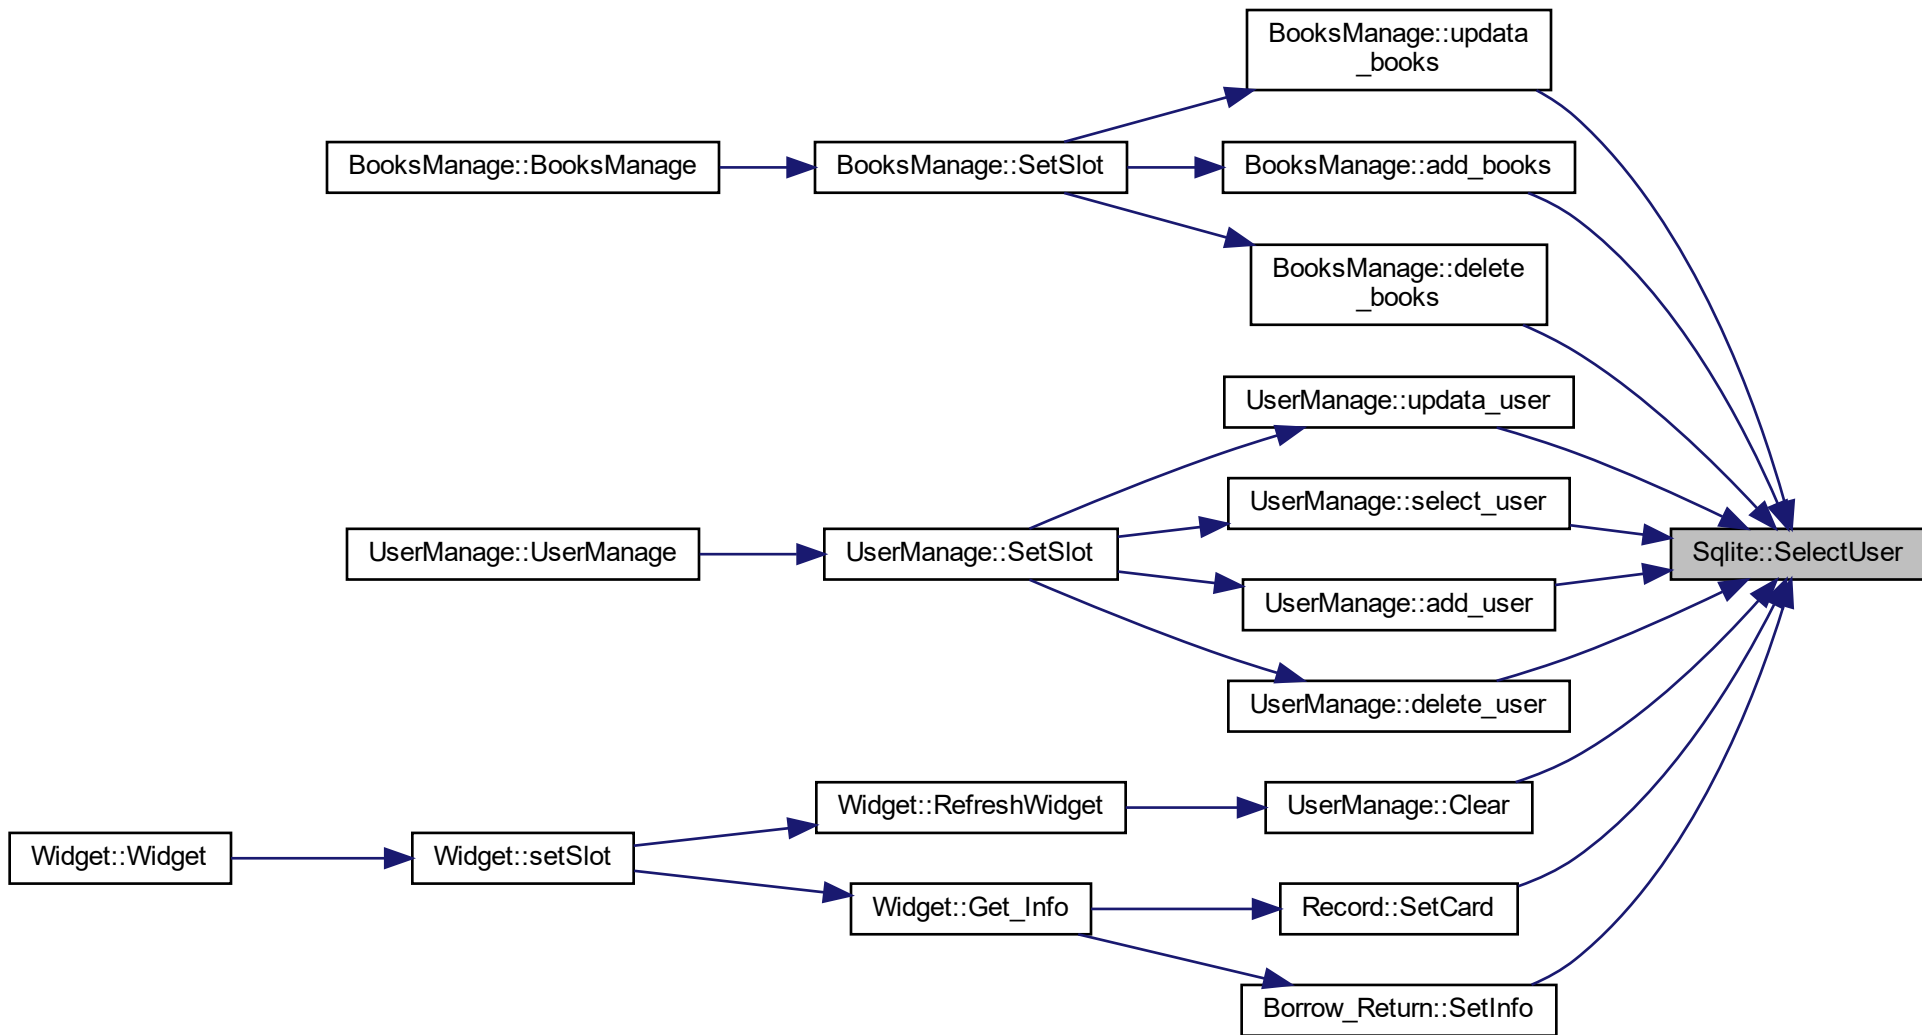 BooksManage::updata
_books
BooksManage::BooksManage
BooksManage::SetSlot
BooksManage::add_books
BooksManage::delete
_books
UserManage::updata_user
UserManage::select_user
UserManage::UserManage
UserManage::SetSlot
Sqlite::SelectUser
UserManage::add_user
UserManage::delete_user
Widget::RefreshWidget
UserManage::Clear
Widget::Widget
Widget::setSlot
Widget::Get_Info
Record::SetCard
Borrow_Return::SetInfo